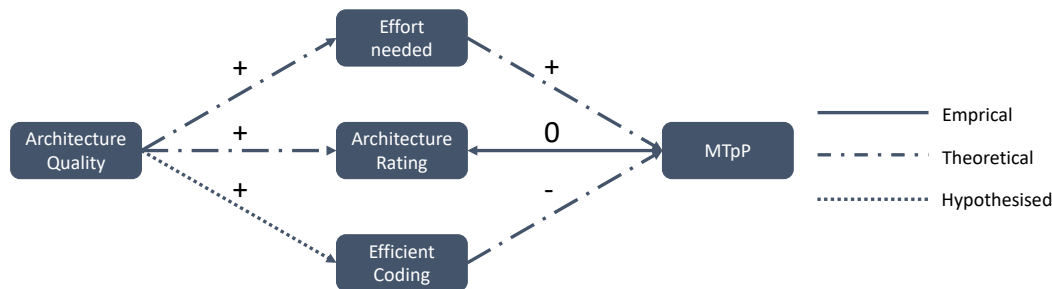 Effort
needed
+
+
Architecture
Quality
+
Architecture
Rating
0
MTpP
+
-
Efficient
Coding
Emprical
Theoretical
Hypothesised